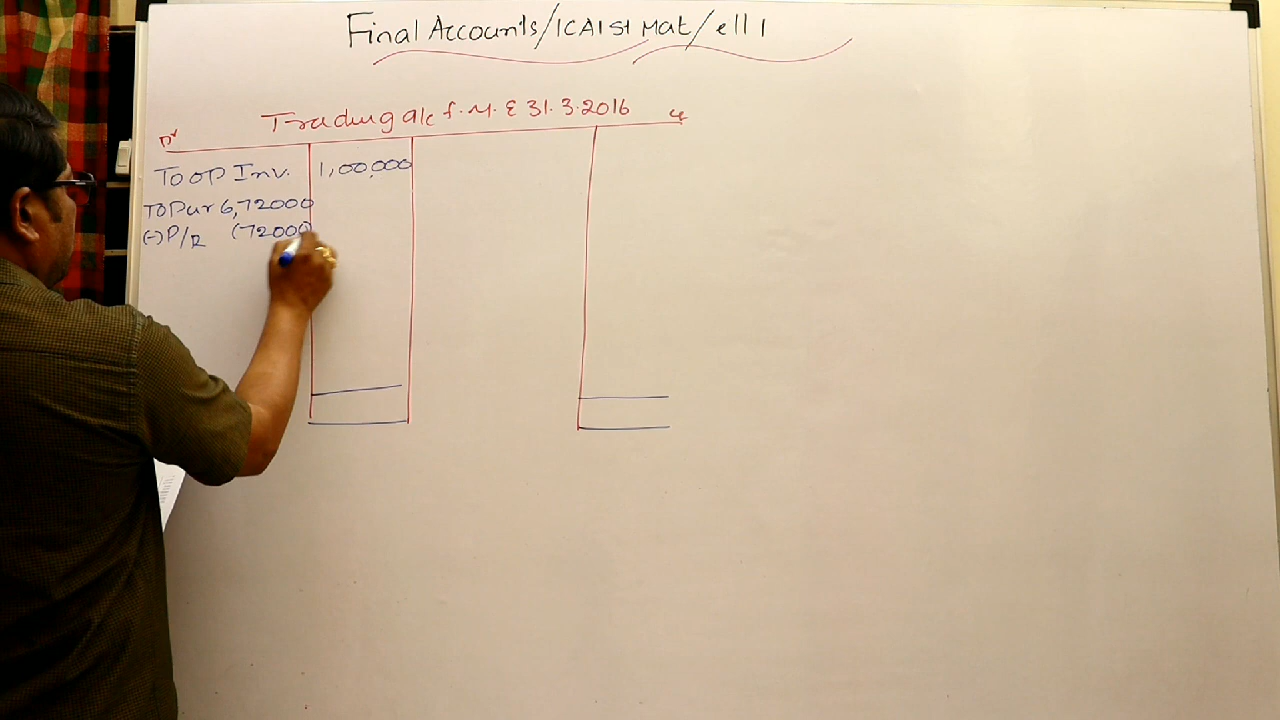 Final Accounts/ICAI St Mat/ell 1
Trading a/c f.Y.E 31.3.2016
Dr
Cr
To OP Inv. 1,00,000
To Pur 6,72000
(-) P/R (72000)